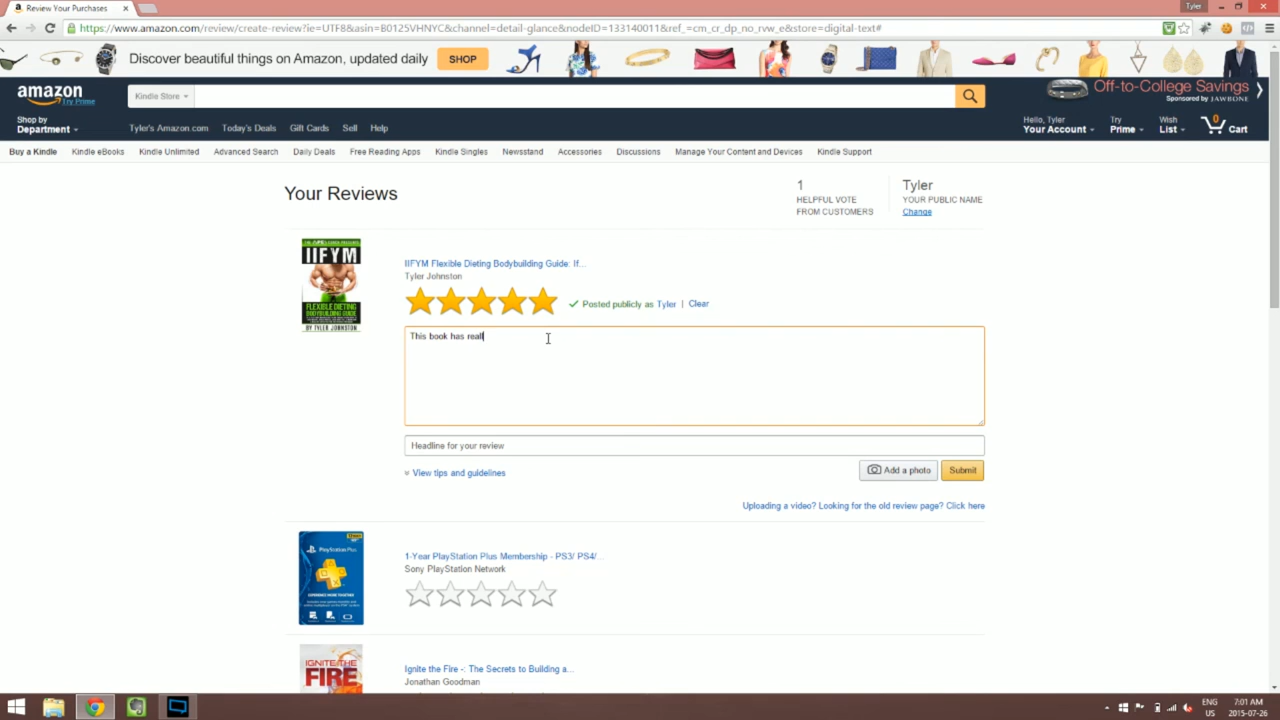 Review Your Purchases
Tyler
https://www.amazon.com/review/create-review?ie=UTF8&asin=B0125VHNYC&channel=detail-glance&nodeID=133140011&ref_=cm_cr_dp_no_rvw_e&store=digital-text#
Discover beautiful things on Amazon, updated daily SHOP
amazon
Try Prime
Kindle Store
Off-to-College Savings
Sponsored by JAWBONE
Shop by
Department
Tyler's Amazon.com Today's Deals Gift Cards Sell Help
Hello, Tyler
Your Account
Try
Prime
Wish
List
0
Cart
Buy a Kindle Kindle eBooks Kindle Unlimited Advanced Search Daily Deals Free Reading Apps Kindle Singles Newsstand Accessories Discussions Manage Your Content and Devices Kindle Support
Your Reviews
1
HELPFUL VOTE
FROM CUSTOMERS
Tyler
YOUR PUBLIC NAME
Change
IIFYM
FLEXIBLE DIETING
BODYBUILDING GUIDE
BY TYLER JOHNSTON
IIFYM Flexible Dieting Bodybuilding Guide: If...
Tyler Johnston
Posted publicly as Tyler | Clear
This book has reall
Headline for your review
View tips and guidelines
Add a photo
Submit
Uploading a video? Looking for the old review page? Click here
PlayStation Plus
EXPERIENCE MORE TOGETHER
1-Year PlayStation Plus Membership - PS3/ PS4/...
Sony PlayStation Network
IGNITE THE
FIRE
Ignite the Fire -: The Secrets to Building a...
Jonathan Goodman
ENG
US
7:01 AM
2015-07-26